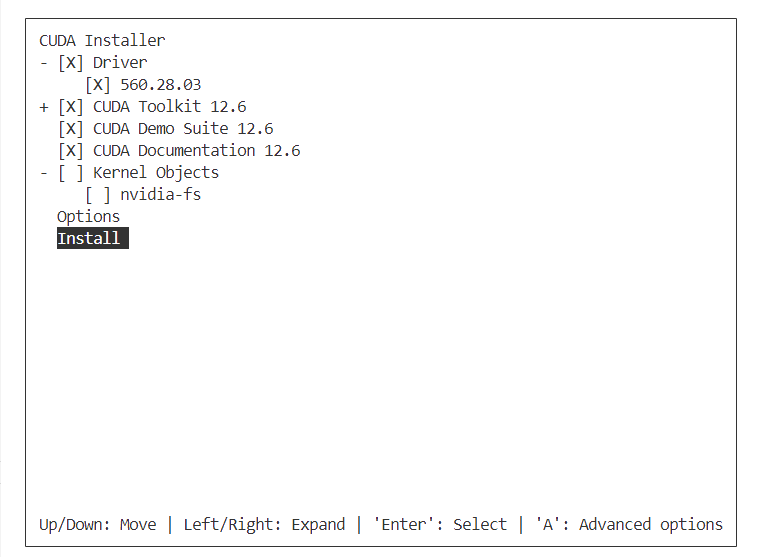 CUDA Installer
- [X] Driver
[X] 560.28.03
+ [X] CUDA Toolkit 12.6
[X] CUDA Demo Suite 12.6
[X] CUDA Documentation 12.6
- [ ] Kernel Objects
[ ] nvidia-fs
Options
Install
Up/Down: Move | Left/Right: Expand | 'Enter': Select | 'A': Advanced options